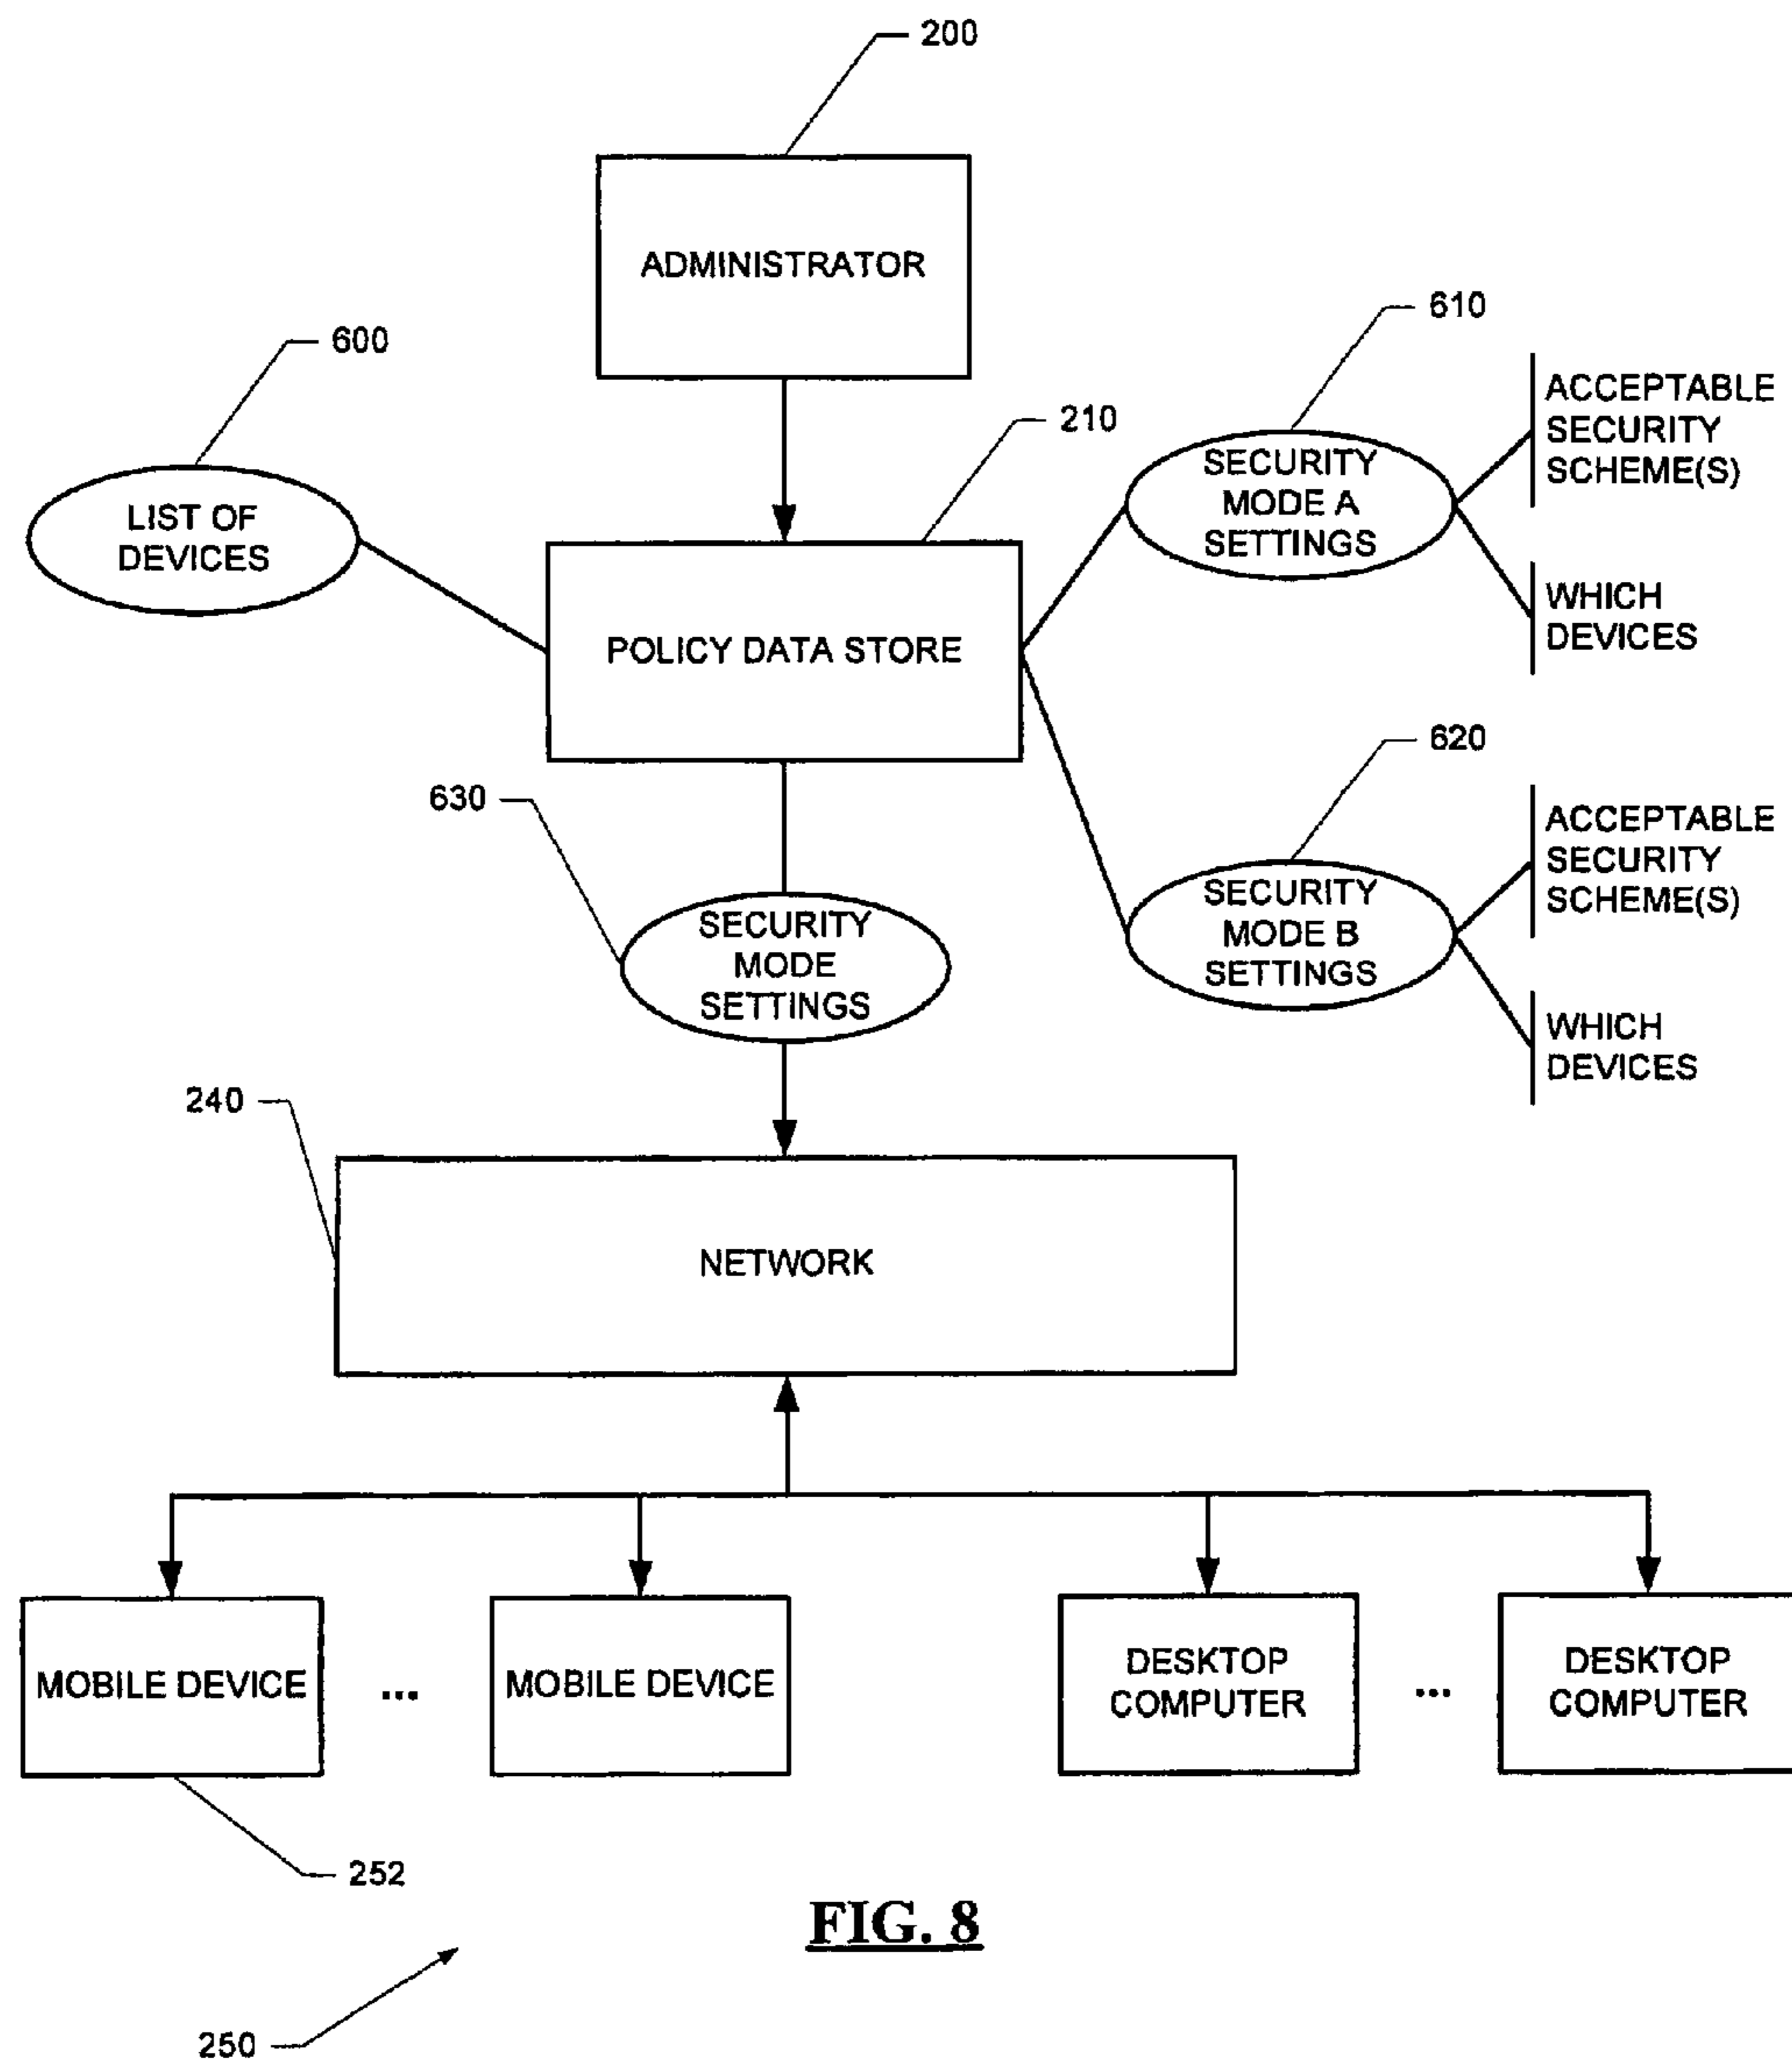 200
ADMINISTRATOR
600
LIST OF
DEVICES
210
POLICY DATA STORE
610
SECURITY
MODE A
SETTINGS
ACCEPTABLE
SECURITY
SCHEME(S)
WHICH
DEVICES
620
SECURITY
MODE B
SETTINGS
ACCEPTABLE
SECURITY
SCHEME(S)
WHICH
DEVICES
630
SECURITY
MODE
SETTINGS
240
NETWORK
MOBILE DEVICE
...
MOBILE DEVICE
DESKTOP
COMPUTER
...
DESKTOP
COMPUTER
252
FIG. 8
250